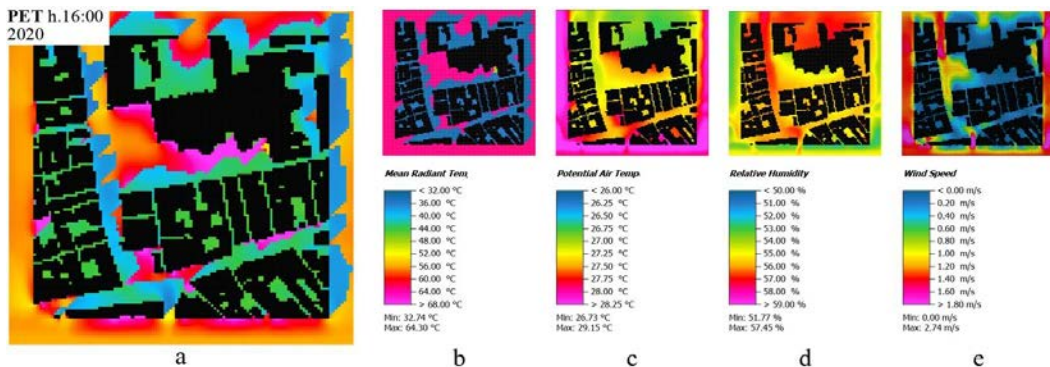 PET h.16:00
2020
Mean Radiant Tem
< 32.00 °C
36.00 °C
40.00 °C
44.00 °C
48.00 °C
52.00 °C
56.00 °C
60.00 °C
64.00 °C
> 68.00 °C
Min: 32.74 °C
Max: 64.30 °C
Potential Air Temp.
< 26.00 °C
26.25 °C
26.50 °C
26.75 °C
27.00 °C
27.25 °C
27.50 °C
27.75 °C
28.00 °C
> 28.25 °C
Min: 26.73 °C
Max: 29.15 °C
Relative Humidity
< 50.00 %
51.00 %
52.00 %
53.00 %
54.00 %
55.00 %
56.00 %
57.00 %
58.00 %
> 59.00 %
Min: 51.77 %
Max: 57.45 %
Wind Speed
< 0.00 m/s
0.20 m/s
0.40 m/s
0.60 m/s
0.80 m/s
1.00 m/s
1.20 m/s
1.40 m/s
1.60 m/s
> 1.80 m/s
Min: 0.00 m/s
Max: 2.74 m/s
a b c d e